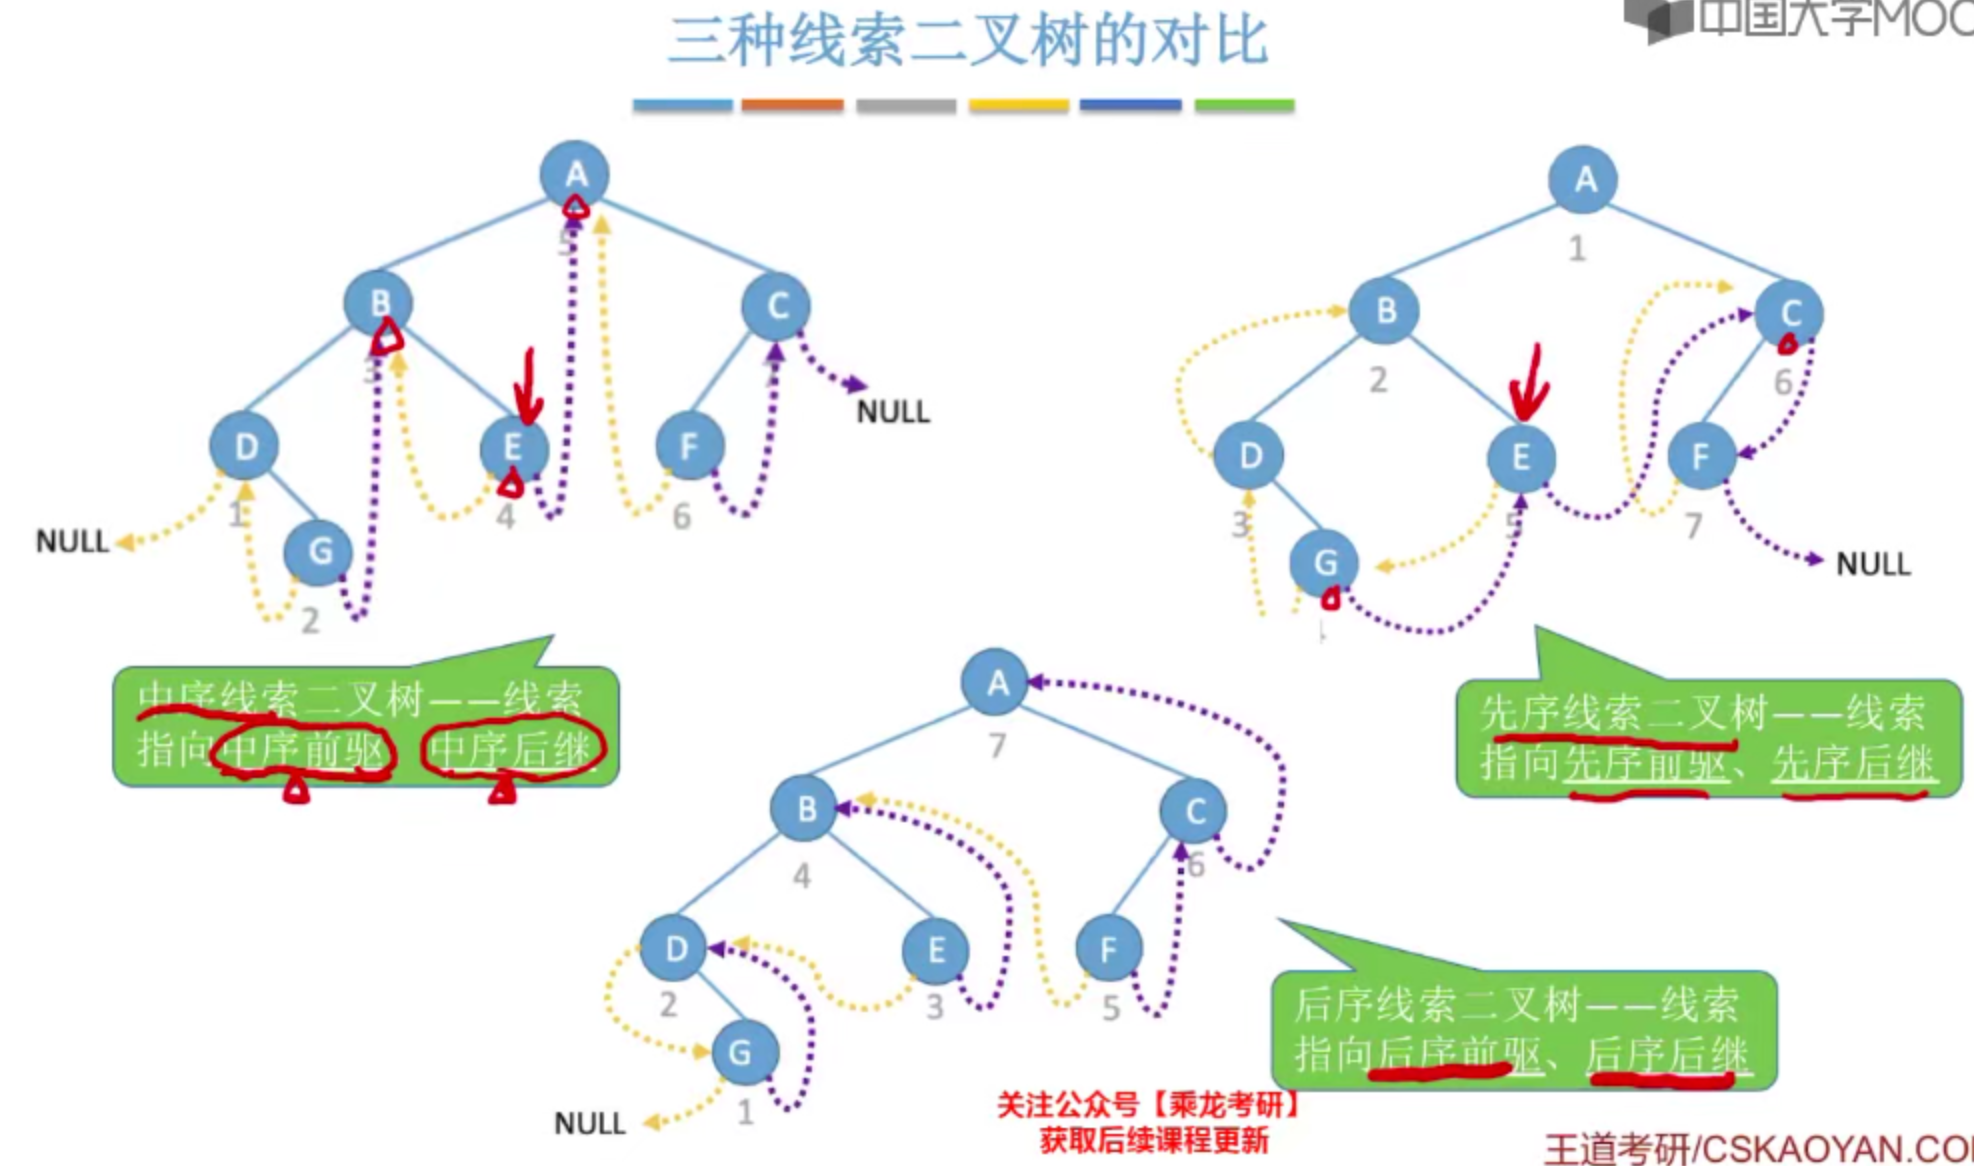 三种线索二叉树的对比
中国大学MOO
A
5
B
3
C
7
NULL
D
1
E
4
F
6
NULL
G
2
中序线索二叉树——线索
指向中序前驱、中序后继
A
1
B
2
C
6
D
3
E
5
F
7
NULL
G
先序线索二叉树——线索
指向先序前驱、先序后继
A
7
B
4
C
6
D
2
E
3
F
5
G
1
NULL
后序线索二叉树——线索
指向后序前驱、后序后继
关注公众号【乘龙考研】
获取后续课程更新
王道考研/CSKAOYAN.CO